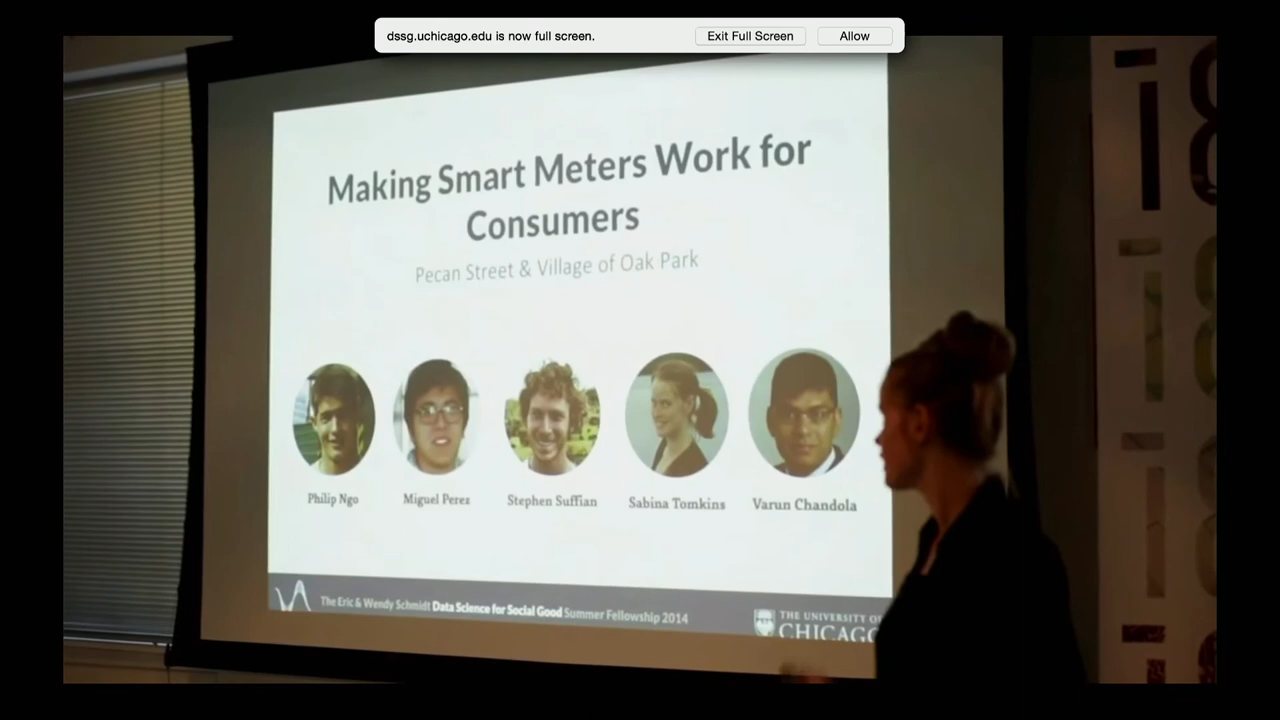 dssg.uchicago.edu is now full screen.
Exit Full Screen
Allow
Making Smart Meters Work for
Consumers
Pecan Street & Village of Oak Park
Philip Ngo
Miguel Perez
Stephen Suffian
Sabina Tomkins
Varun Chandola
The Eric & Wendy Schmidt Data Science for Social Good Summer Fellowship 2014
THE UNIVERSITY OF
CHICAGO